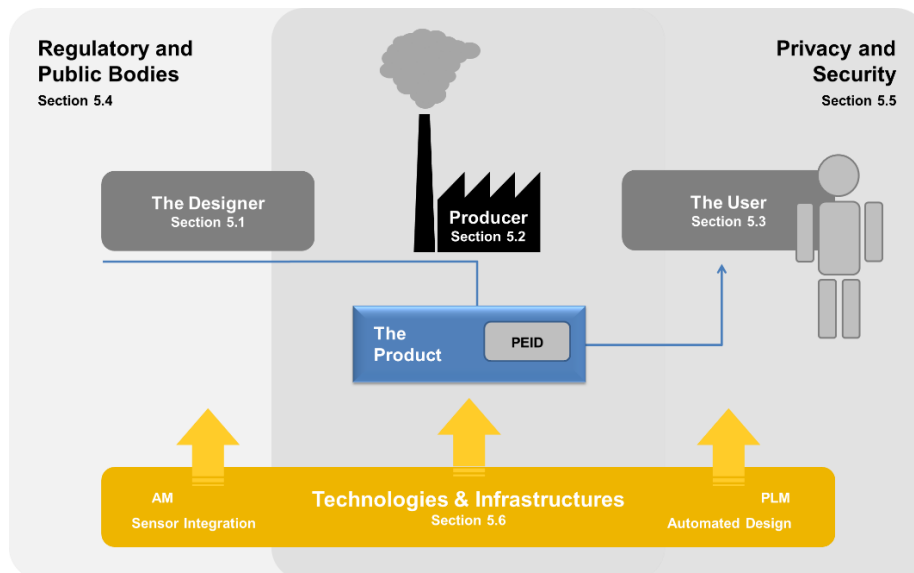 Regulatory and
Public Bodies
Section 5.4
Privacy and
Security
Section 5.5
The Designer
Section 5.1
Producer
Section 5.2
The User
Section 5.3
The
Product
PEID
AM
Sensor Integration
Technologies & Infrastructures
Section 5.6
PLM
Automated Design